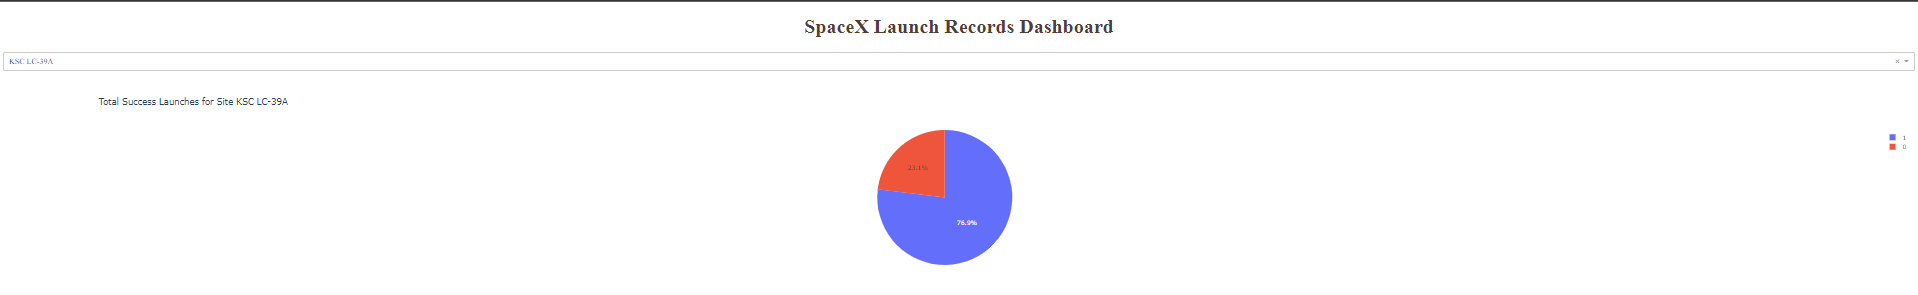 SpaceX Launch Records Dashboard
KSC LC-39A
× 
Total Success Launches for Site KSC LC-39A
1
0
23.1%
76.9%